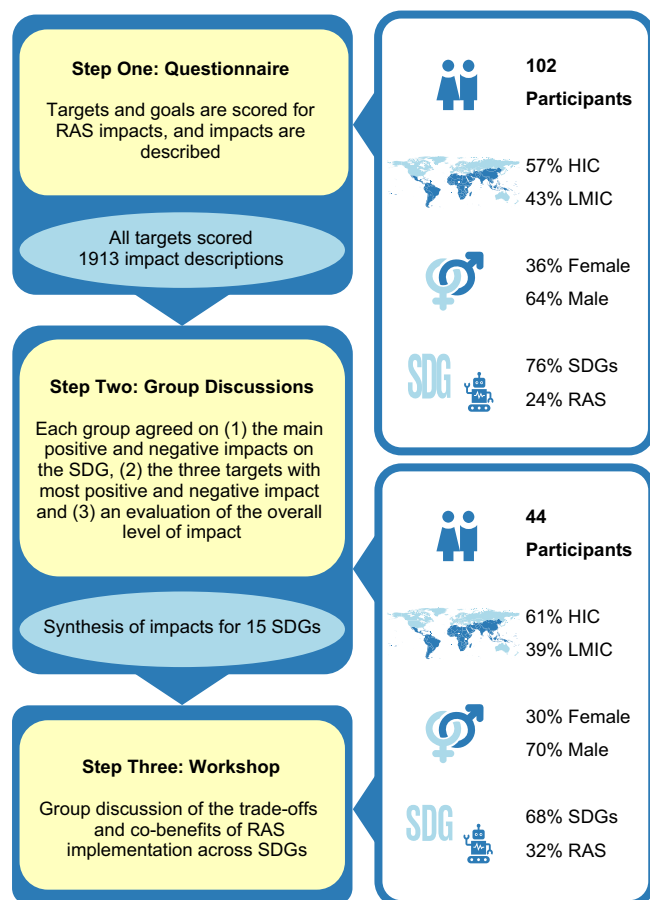 Step One: Questionnaire
Targets and goals are scored for
RAS impacts, and impacts are
described
All targets scored
1913 impact descriptions
Step Two: Group Discussions
Each group agreed on (1) the main
positive and negative impacts on
the SDG, (2) the three targets with
most positive and negative impact
and (3) an evaluation of the overall
level of impact
Synthesis of impacts for 15 SDGs
Step Three: Workshop
Group discussion of the trade-offs
and co-benefits of RAS
implementation across SDGs
102
Participants
57% HIC
43% LMIC
36% Female
64% Male
SDG
76% SDGs
24% RAS
44
Participants
61% HIC
39% LMIC
30% Female
70% Male
SDG
68% SDGs
32% RAS